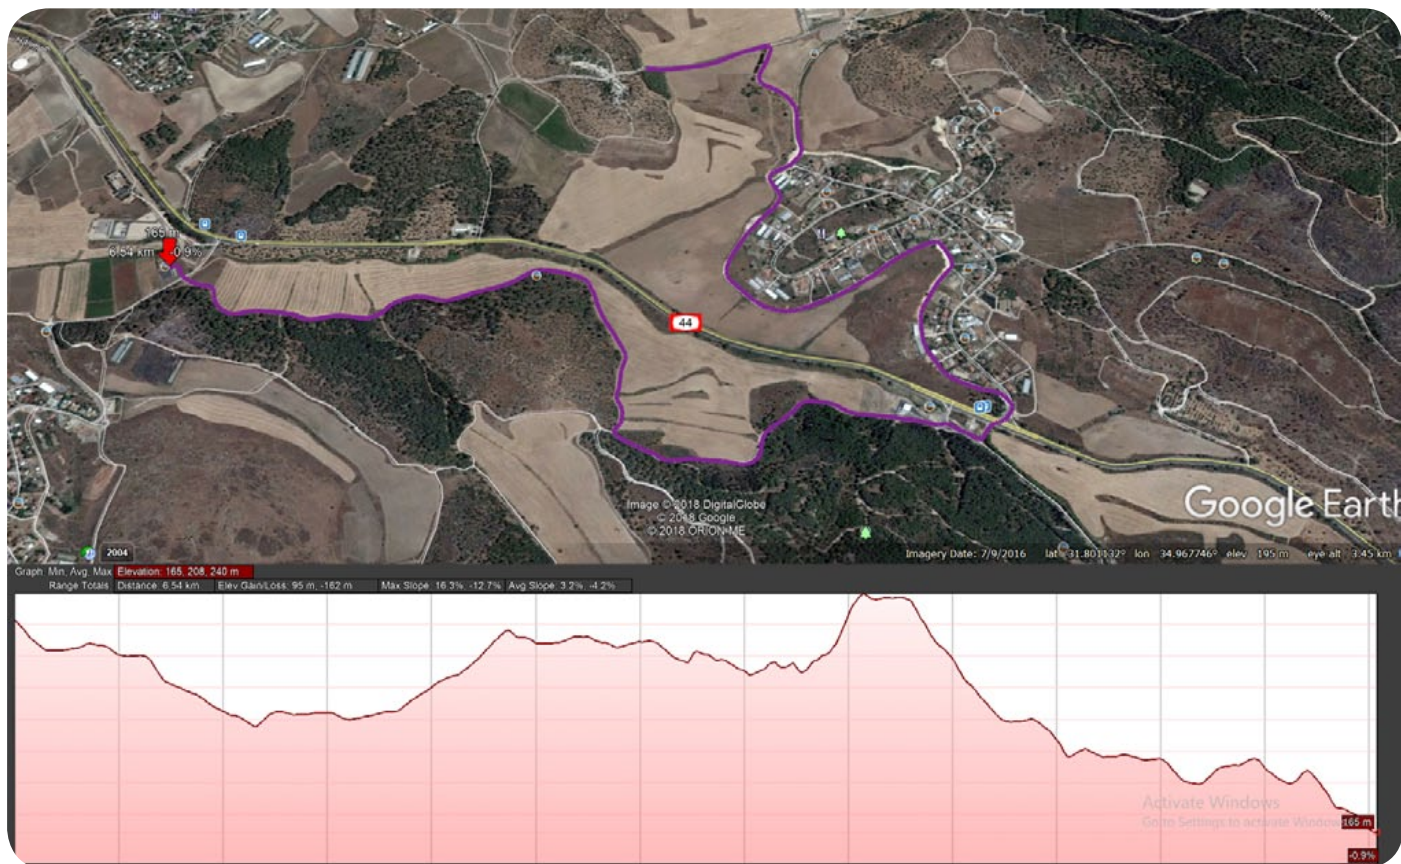 165 m
6.54 km -0.9%
44
Image © 2018 DigitalGlobe
© 2018 Google
© 2018 ORION-ME
Google Earth
2004
Imagery Date: 7/9/2016 lat 31.801132° lon 34.967746° elev 195 m eye alt 3.45 km
Graph: Min, Avg, Max Elevation: 165, 208, 240 m
Range Totals: Distance: 6.54 km Elev Gain/Loss: 95 m, -162 m Max Slope: 16.3%, -12.7% Avg Slope: 3.2%, -4.2%
Activate Windows
Go to Settings to activate Window
165 m
-0.9%